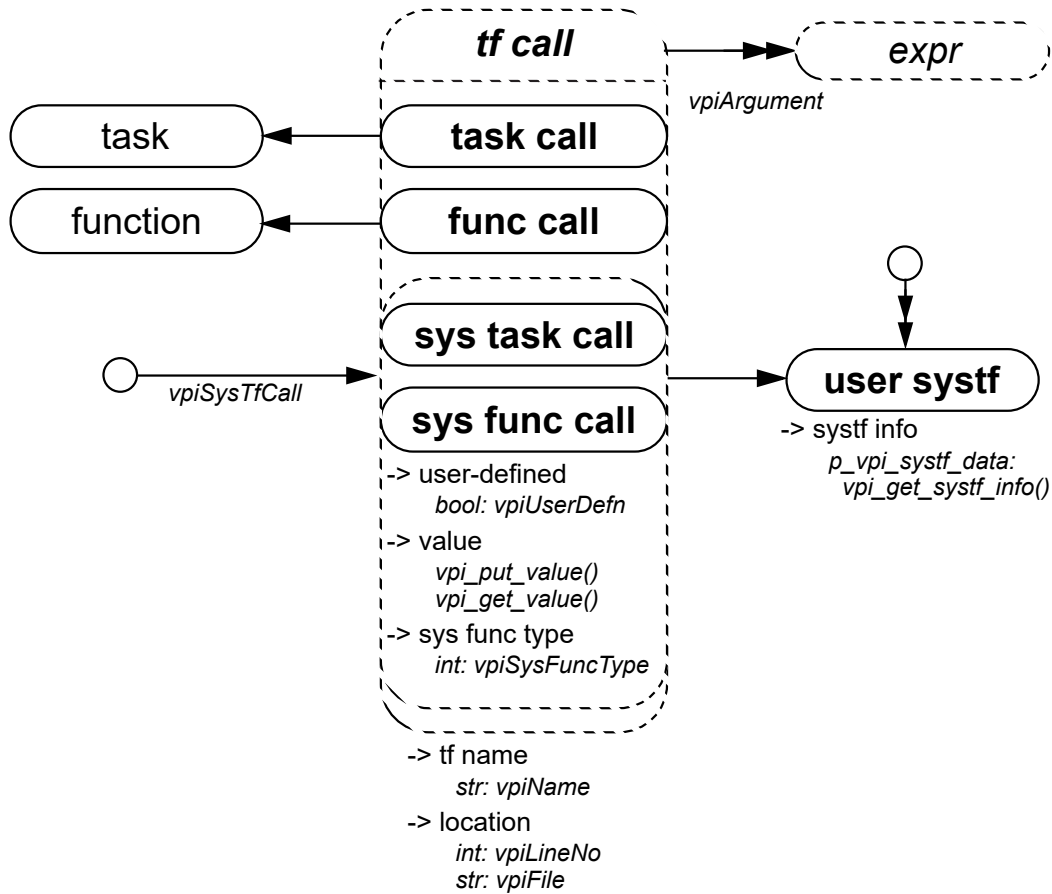 tf call
expr
vpiArgument
task
task call
function
func call
sys task call
vpiSysTfCall
user systf
sys func call
-> systf info
p_vpi_systf_data:
vpi_get_systf_info()
-> user-defined
bool: vpiUserDefn
-> value
vpi_put_value()
vpi_get_value()
-> sys func type
int: vpiSysFuncType
-> tf name
str: vpiName
-> location
int: vpiLineNo
str: vpiFile